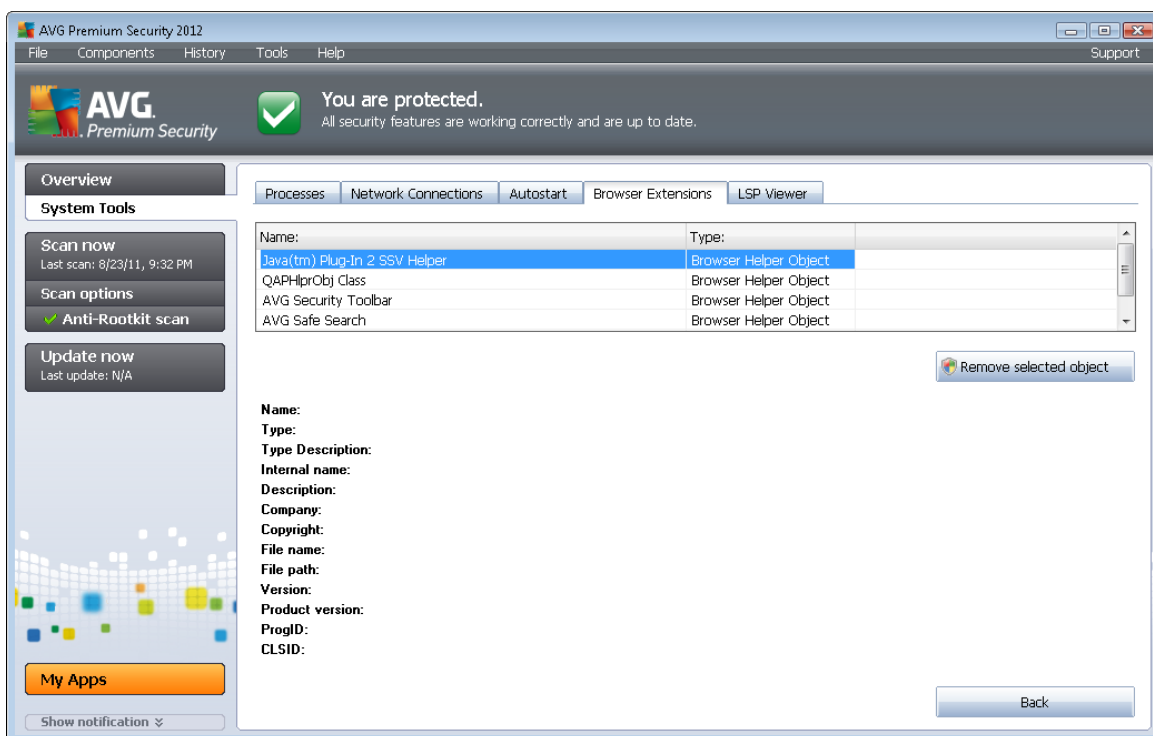 AVG Premium Security 2012
File Components History Tools Help Support
AVG.
Premium Security
You are protected.
All security features are working correctly and are up to date.
Overview
System Tools
Scan now
Last scan: 8/23/11, 9:32 PM
Scan options
Anti-Rootkit scan
Update now
Last update: N/A
My Apps
Show notification
Processes Network Connections Autostart Browser Extensions LSP Viewer
Name: Type:
Java(tm) Plug-In 2 SSV Helper Browser Helper Object
QAPHlprObj Class Browser Helper Object
AVG Security Toolbar Browser Helper Object
AVG Safe Search Browser Helper Object
Remove selected object
Name:
Type:
Type Description:
Internal name:
Description:
Company:
Copyright:
File name:
File path:
Version:
Product version:
ProgID:
CLSID:
Back